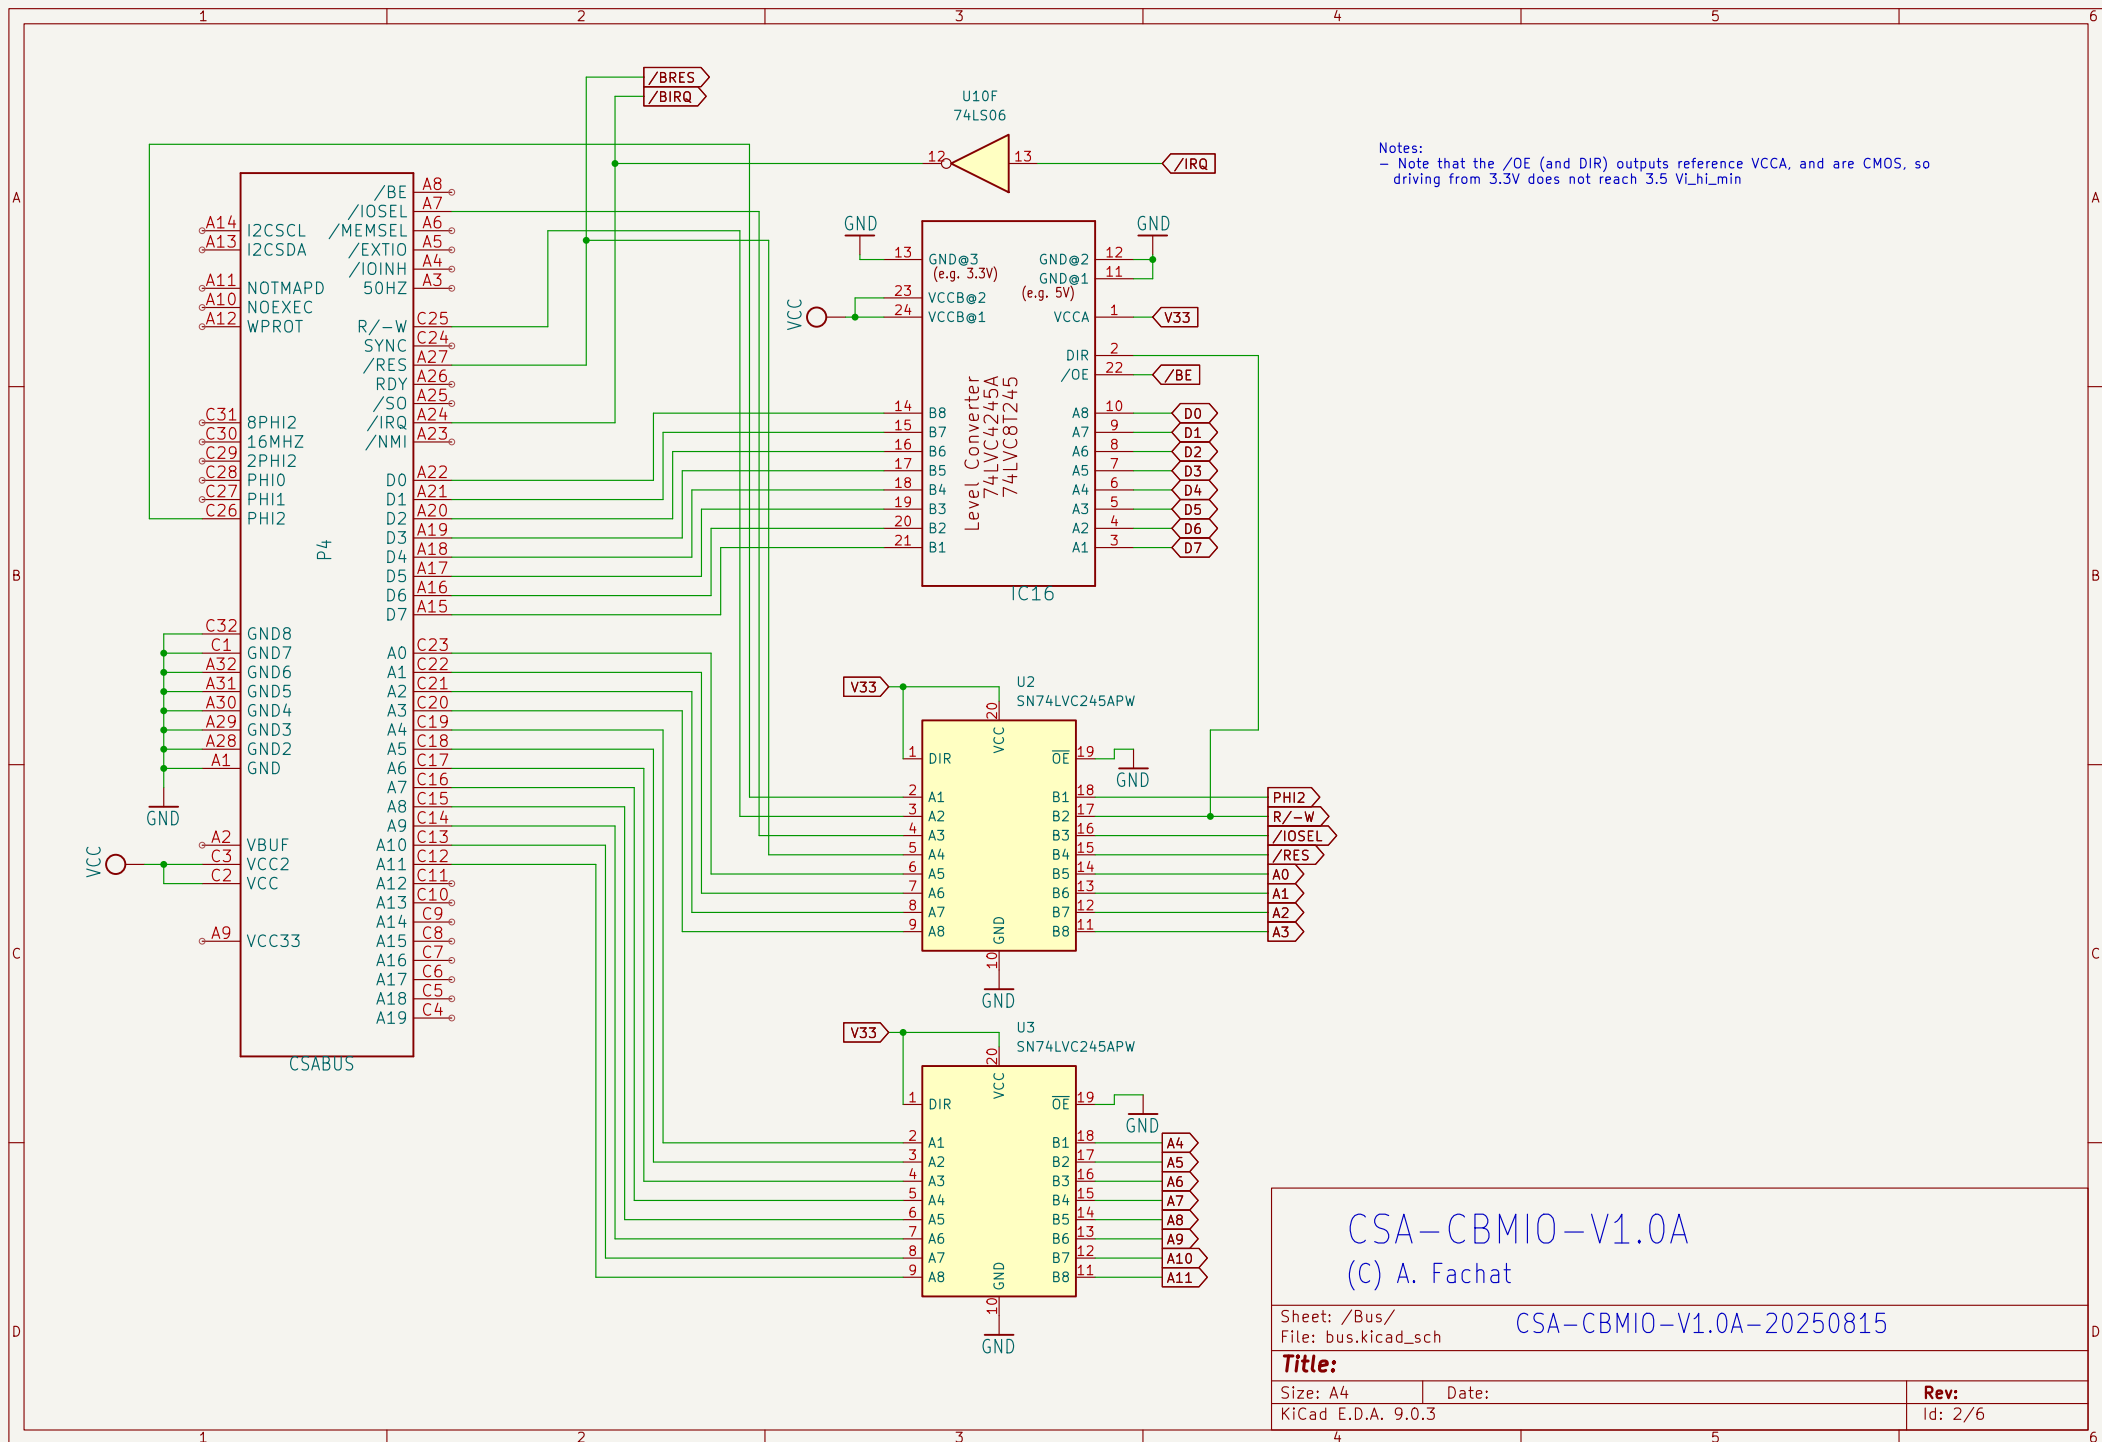 1 2 3 4 5 6
A
B
C
D
/BRES
/BIRQ
U10F
74LS06
12
13
/IRQ
Notes:
- Note that the /OE (and DIR) outputs reference VCCA, and are CMOS, so
driving from 3.3V does not reach 3.5 Vi_hi_min
A14 I2CSCL
A13 I2CSDA
A11 NOTMAPD
A10 NOEXEC
A12 WPROT
C31 8PHI2
C30 16MHZ
C29 2PHI2
C28 PHI0
C27 PHI1
C26 PHI2
C32 GND8
C1 GND7
A32 GND6
A31 GND5
A30 GND4
A29 GND3
A28 GND2
A1 GND
GND
A2 VBUF
C3 VCC2
C2 VCC
VCC
A9 VCC33
P4
/BE A8
/IOSEL A7
/MEMSEL A6
/EXTIO A5
/IOINH A4
50HZ A3
R/-W C25
SYNC C24
/RES A27
RDY A26
/SO A25
/IRQ A24
/NMI A23
D0 A22
D1 A21
D2 A20
D3 A19
D4 A18
D5 A17
D6 A16
D7 A15
A0 C23
A1 C22
A2 C21
A3 C20
A4 C19
A5 C18
A6 C17
A7 C16
A8 C15
A9 C14
A10 C13
A11 C12
A12 C11
A13 C10
A14 C9
A15 C8
A16 C7
A17 C6
A18 C5
A19 C4
CSABUS
GND
GND
13 GND@3
(e.g. 3.3V)
23 VCCB@2
24 VCCB@1
VCC
GND@2 12
GND@1 11
(e.g. 5V)
VCCA 1 V33
DIR 2
/OE 22 /BE
Level Converter
74LVC4245A
74LVC8T245
14 B8 A8 10 D0
15 B7 A7 9 D1
16 B6 A6 8 D2
17 B5 A5 7 D3
18 B4 A4 6 D4
19 B3 A3 5 D5
20 B2 A2 4 D6
21 B1 A1 3 D7
IC16
V33
U2
SN74LVC245APW
20
VCC
1 DIR OE 19
GND
2 A1 B1 18 PHI2
3 A2 B2 17 R/-W
4 A3 B3 16 /IOSEL
5 A4 B4 15 /RES
6 A5 B5 14 A0
7 A6 B6 13 A1
8 A7 B7 12 A2
9 A8 B8 11 A3
GND
10
GND
V33
U3
SN74LVC245APW
20
VCC
1 DIR OE 19
GND
2 A1 B1 18 A4
3 A2 B2 17 A5
4 A3 B3 16 A6
5 A4 B4 15 A7
6 A5 B5 14 A8
7 A6 B6 13 A9
8 A7 B7 12 A10
9 A8 B8 11 A11
GND
10
GND
CSA-CBMIO-V1.0A
(C) A. Fachat
Sheet: /Bus/
File: bus.kicad_sch
CSA-CBMIO-V1.0A-20250815
Title:
Size: A4 Date: Rev:
KiCad E.D.A. 9.0.3 Id: 2/6
A
B
C
D
1 2 3 4 5 6